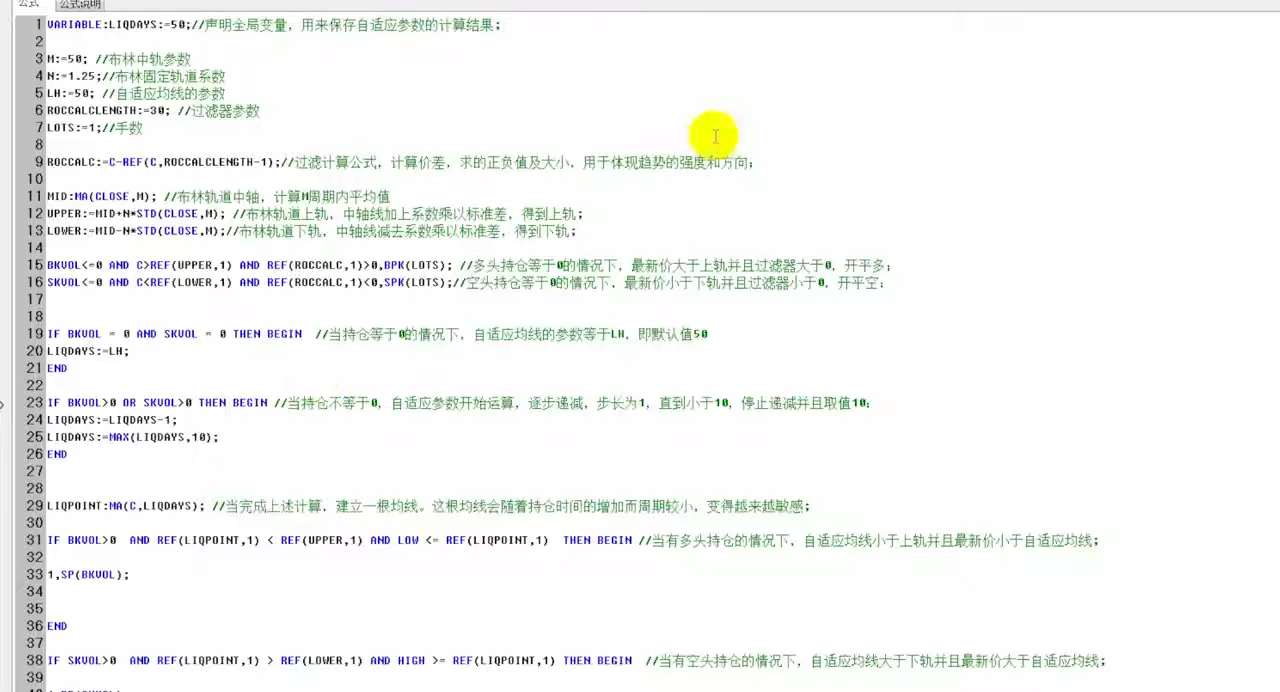 公式
公式说明
1 VARIABLE:LIQDAYS:=50;//声明全局变量，用来保存自适应参数的计算结果；
2
3 M:=50; //布林中轨参数
4 N:=1.25;//布林固定轨道系数
5 LH:=50; //自适应均线的参数
6 ROCCALCLENGTH:=30; //过滤器参数
7 LOTS:=1;//手数
8
9 ROCCALC:=C-REF(C,ROCCALCLENGTH-1);//过滤计算公式，计算价差，求的正负值及大小，用于体现趋势的强度和方向；
10
11 MID:MA(CLOSE,M); //布林轨道中轴，计算M周期内平均值
12 UPPER:=MID+N*STD(CLOSE,M); //布林轨道上轨，中轴线加上系数乘以标准差，得到上轨；
13 LOWER:=MID-N*STD(CLOSE,M);//布林轨道下轨，中轴线减去系数乘以标准差，得到下轨；
14
15 BKVOL<=0 AND C>REF(UPPER,1) AND REF(ROCCALC,1)>0,BPK(LOTS); //多头持仓等于0的情况下，最新价大于上轨并且过滤器大于0，开平多；
16 SKVOL<=0 AND C<REF(LOWER,1) AND REF(ROCCALC,1)<0,SPK(LOTS);//空头持仓等于0的情况下，最新价小于下轨并且过滤器小于0，开平空；
17
18
19 IF BKVOL = 0 AND SKVOL = 0 THEN BEGIN //当持仓等于0的情况下，自适应均线的参数等于LH，即默认值50
20 LIQDAYS:=LH;
21 END
22
23 IF BKVOL>0 OR SKVOL>0 THEN BEGIN //当持仓不等于0，自适应参数开始运算，逐步递减，步长为1，直到小于10，停止递减并且取值10；
24 LIQDAYS:=LIQDAYS-1;
25 LIQDAYS:=MAX(LIQDAYS,10);
26 END
27
28
29 LIQPOINT:MA(C,LIQDAYS); //当完成上述计算，建立一根均线。这根均线会随着持仓时间的增加而周期较小，变得越来越敏感；
30
31 IF BKVOL>0 AND REF(LIQPOINT,1) < REF(UPPER,1) AND LOW <= REF(LIQPOINT,1) THEN BEGIN //当有多头持仓的情况下，自适应均线小于上轨并且最新价小于自适应均线；
32
33 1,SP(BKVOL);
34
35
36 END
37
38 IF SKVOL>0 AND REF(LIQPOINT,1) > REF(LOWER,1) AND HIGH >= REF(LIQPOINT,1) THEN BEGIN //当有空头持仓的情况下，自适应均线大于下轨并且最新价大于自适应均线；
39